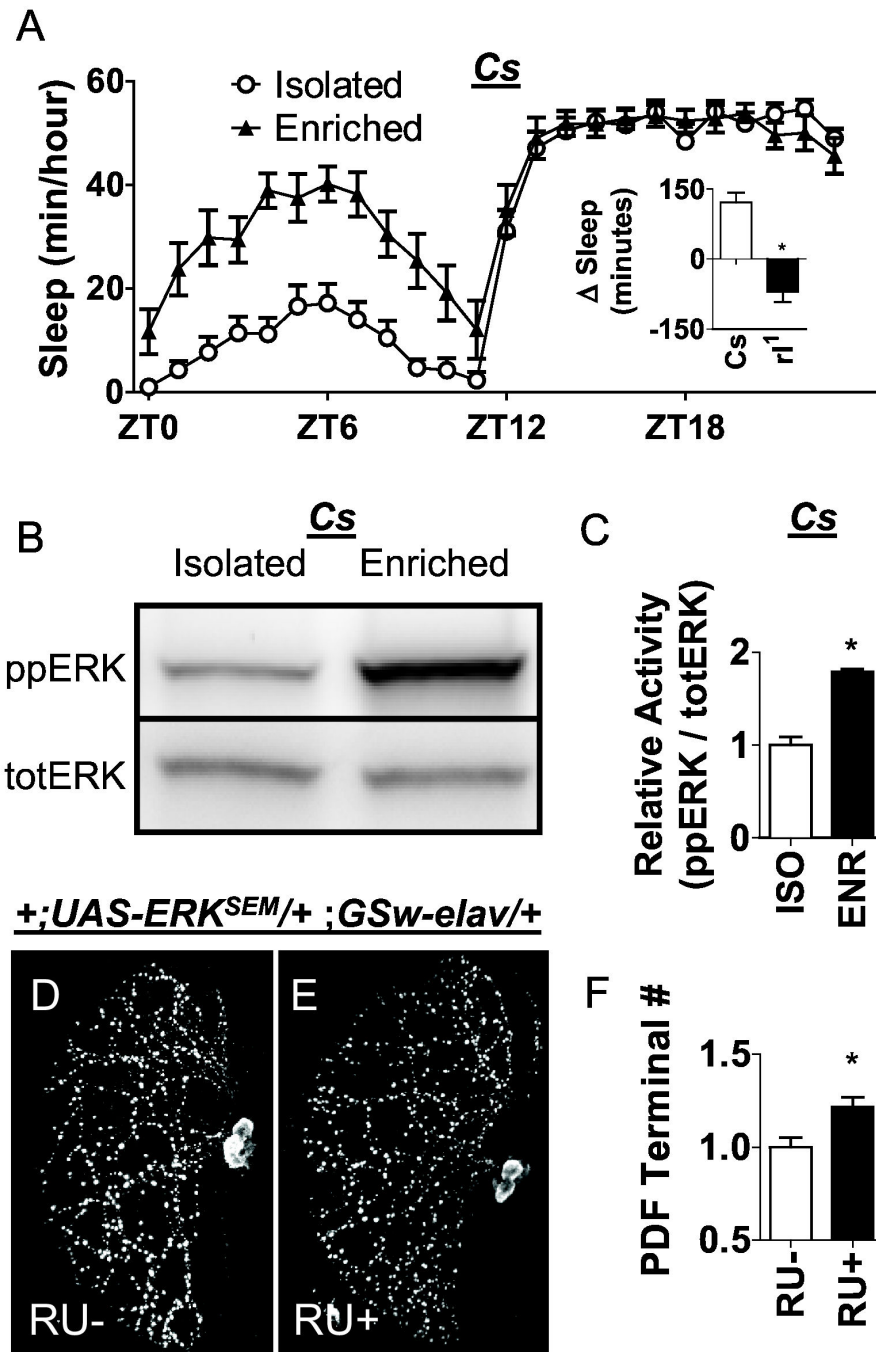 A
Cs
Isolated
Enriched
Sleep (min/hour)
60
40
20
0
ZT0 ZT6 ZT12 ZT18
Δ Sleep
(minutes)
150
0
-150
*
Cs
rl¹
B
Cs
Isolated Enriched
ppERK
totERK
C
Cs
Relative Activity
(ppERK / totERK)
2
1
0
*
ISO
ENR
+;UAS-ERK^SEM/+ ;GSw-elav/+
D
RU-
E
RU+
F
PDF Terminal #
1.5
1.0
0.5
*
RU-
RU+